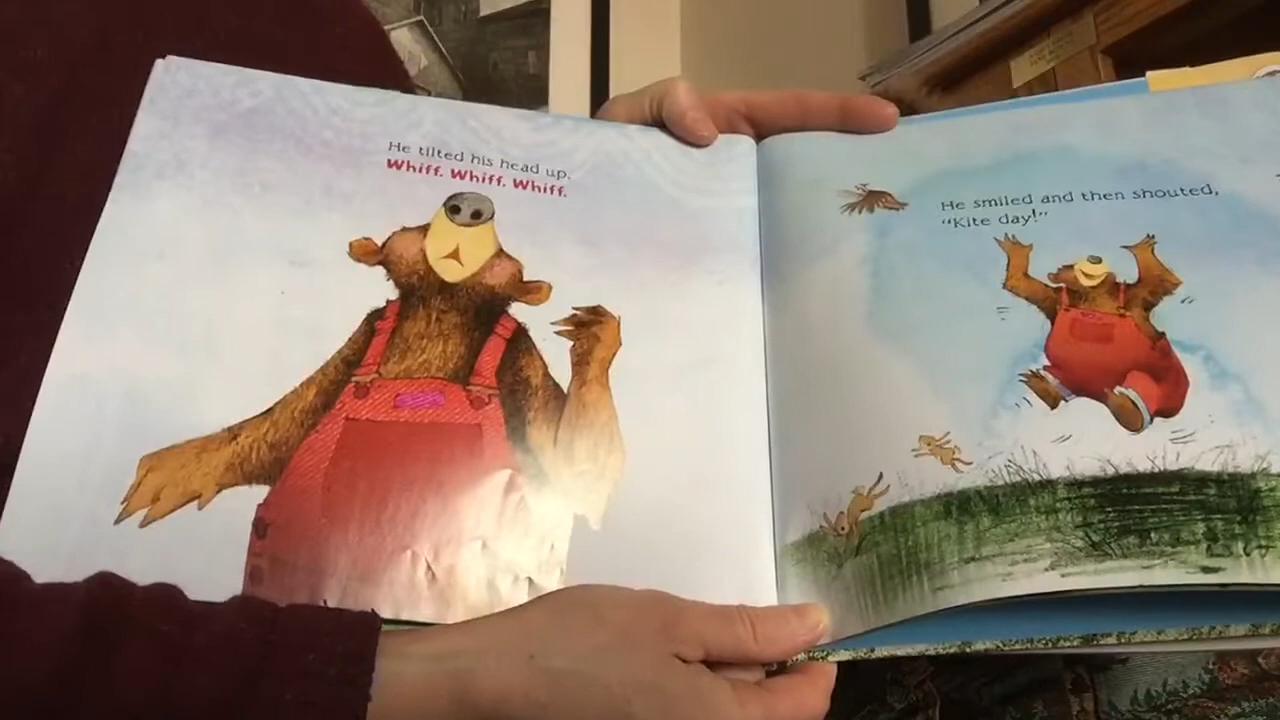 He tilted his head up.
Whiff. Whiff. Whiff.
He smiled and then shouted,
“Kite day!”